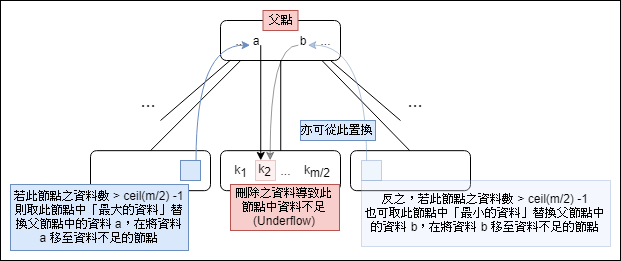 父點
... a b ...
... ...
亦可從此置換
k1 k2 ... km/2
若此節點之資料數 > ceil(m/2) -1
則取此節點中「最大的資料」替
換父節點中的資料 a，在將資料
a 移至資料不足的節點
刪除之資料導致此
節點中資料不足
(Underflow)
反之，若此節點之資料數 > ceil(m/2) -1
也可取此節點中「最小的資料」替換父節點中
的資料 b，在將資料 b 移至資料不足的節點